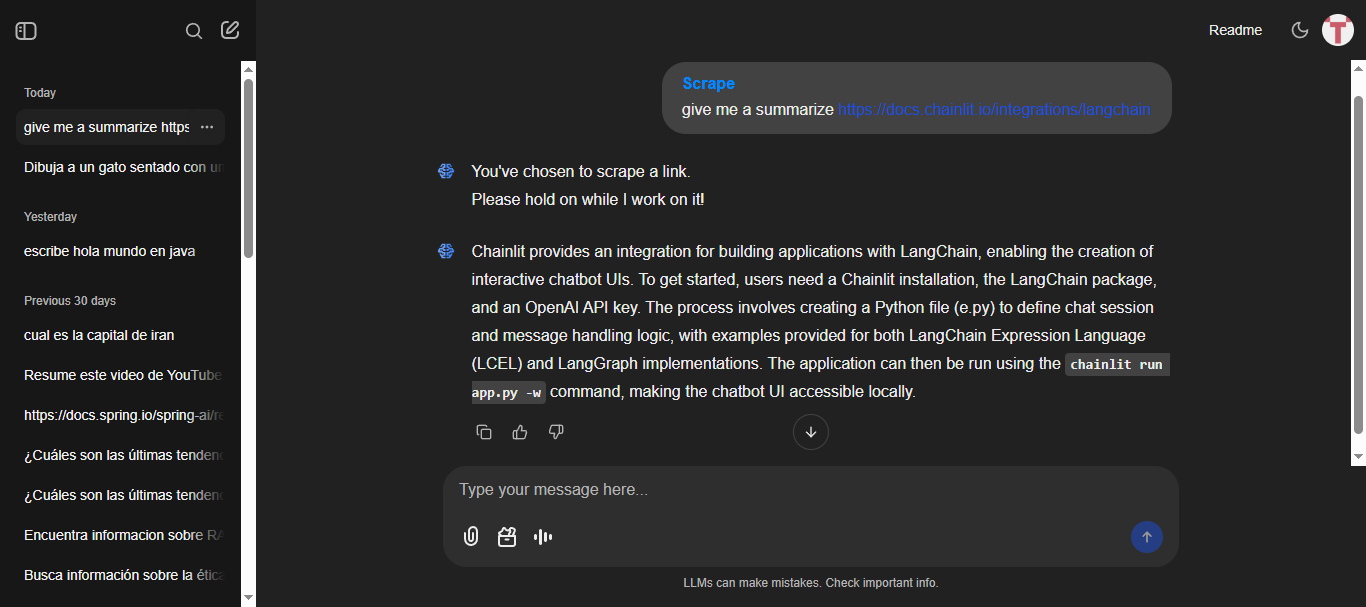 Readme
T
Today
give me a summarize https
Dibuja a un gato sentado con un
Yesterday
escribe hola mundo en java
Previous 30 days
cual es la capital de iran
Resume este video de YouTube
https://docs.spring.io/spring-ai/re
¿Cuáles son las últimas tendenc
¿Cuáles son las últimas tendenc
Encuentra informacion sobre RA
Busca información sobre la ética
Scrape
give me a summarize https://docs.chainlit.io/integrations/langchain
You've chosen to scrape a link.
Please hold on while I work on it!
Chainlit provides an integration for building applications with LangChain, enabling the creation of
interactive chatbot UIs. To get started, users need a Chainlit installation, the LangChain package,
and an OpenAI API key. The process involves creating a Python file (e.py) to define chat session
and message handling logic, with examples provided for both LangChain Expression Language
(LCEL) and LangGraph implementations. The application can then be run using the chainlit run
app.py -w command, making the chatbot UI accessible locally.
Type your message here...
LLMs can make mistakes. Check important info.